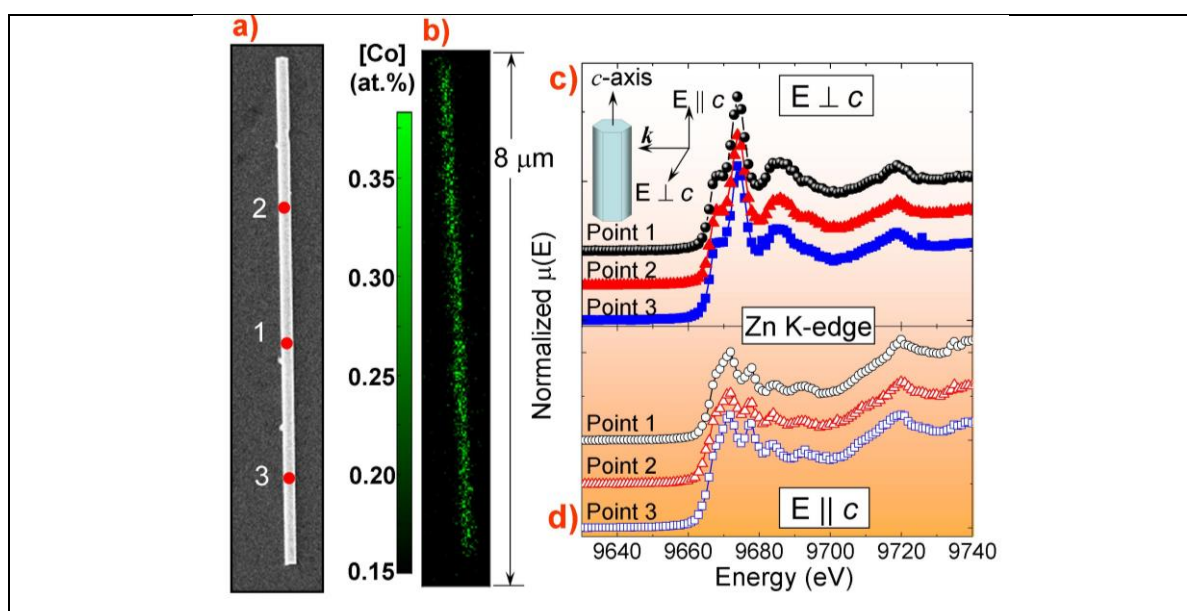 a)
[Co]
(at.%)
0.35
0.30
0.25
0.20
0.15
2
1
3
b)
8 μm
Normalized μ(E)
c)
c-axis
E || c
k
E ⊥ c
E ⊥ c
Point 1
Point 2
Point 3
Zn K-edge
Point 1
Point 2
Point 3
d)
E || c
9640 9660 9680 9700 9720 9740
Energy (eV)